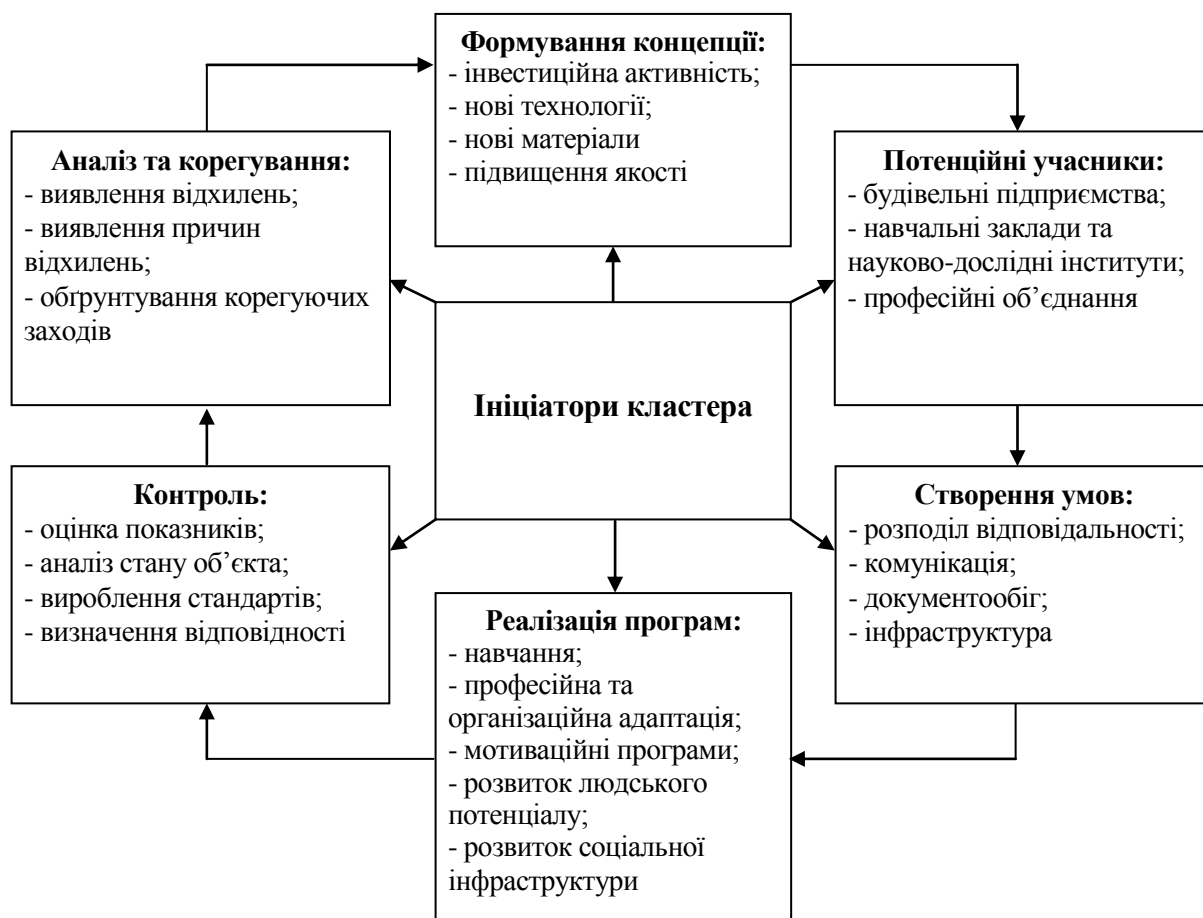 Формування концепції:
- інвестиційна активність;
- нові технології;
- нові матеріали
- підвищення якості
Аналіз та корегування:
- виявлення відхилень;
- виявлення причин
відхилень;
- обґрунтування корегуючих
заходів
Потенційні учасники:
- будівельні підприємства;
- навчальні заклади та
науково-дослідні інститути;
- професійні об’єднання
Ініціатори кластера
Контроль:
- оцінка показників;
- аналіз стану об’єкта;
- вироблення стандартів;
- визначення відповідності
Створення умов:
- розподіл відповідальності;
- комунікація;
- документообіг;
- інфраструктура
Реалізація програм:
- навчання;
- професійна та
організаційна адаптація;
- мотиваційні програми;
- розвиток людського
потенціалу;
- розвиток соціальної
інфраструктури